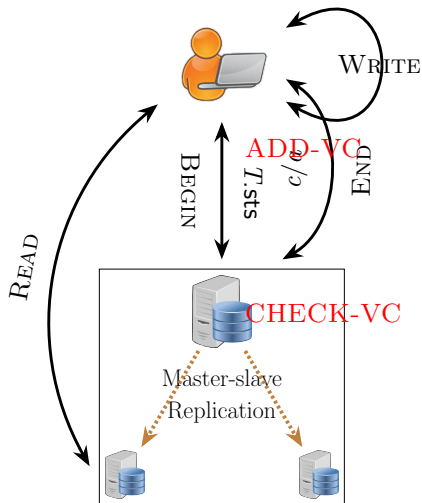 WRITE
ADD-VC
BEGIN
T.sts
c/a
END
READ
CHECK-VC
Master-slave
Replication